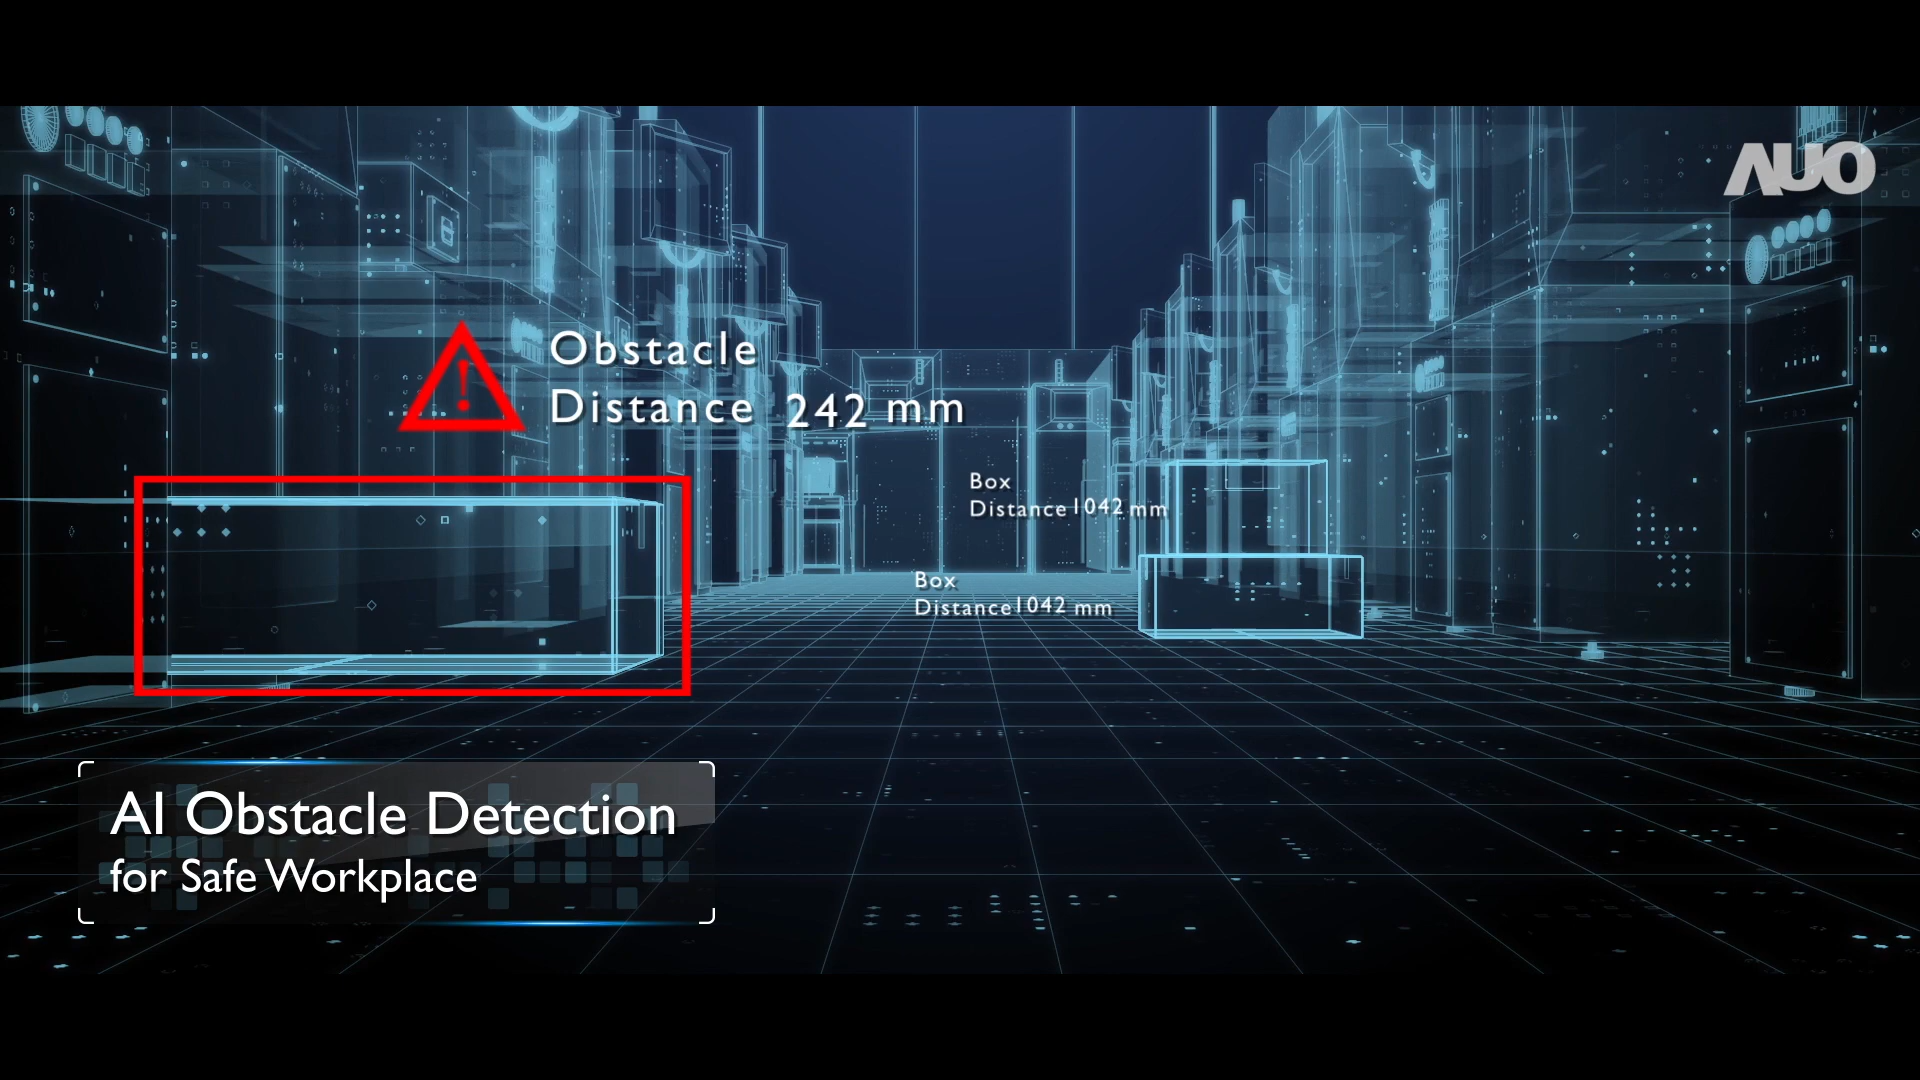 AUO
Obstacle
Distance 242 mm
Box
Distance 1042 mm
Box
Distance 1042 mm
AI Obstacle Detection
for Safe Workplace